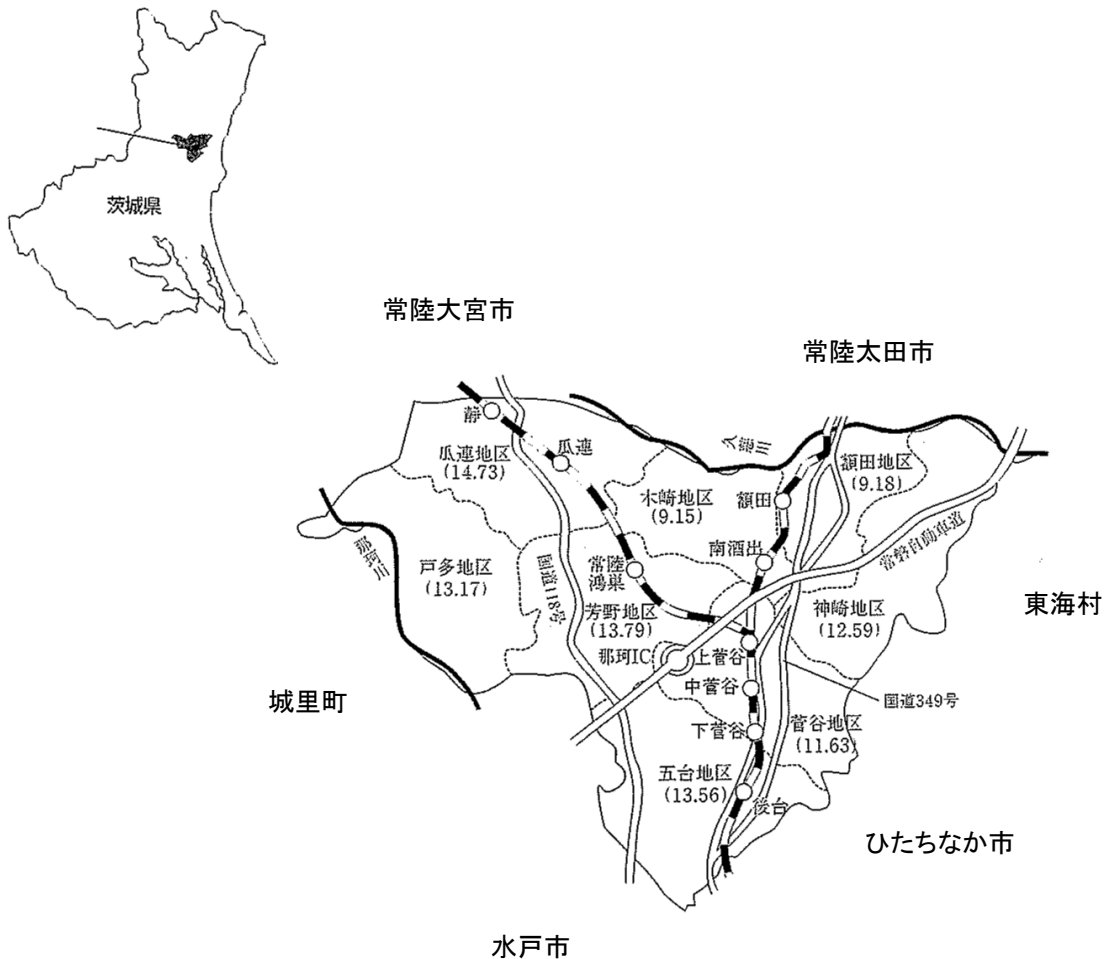 茨城県
常陸大宮市
常陸太田市
静
瓜連
久慈川
瓜連地区
(14.73)
額田地区
(9.18)
木崎地区
(9.15)
額田
常磐自動車道
那珂川
戸多地区
(13.17)
国道118号
常陸
鴻巣
南酒出
神崎地区
(12.59)
東海村
芳野地区
(13.79)
那珂IC
上菅谷
中菅谷
国道349号
城里町
下菅谷
菅谷地区
(11.63)
五台地区
(13.56)
後台
ひたちなか市
水戸市